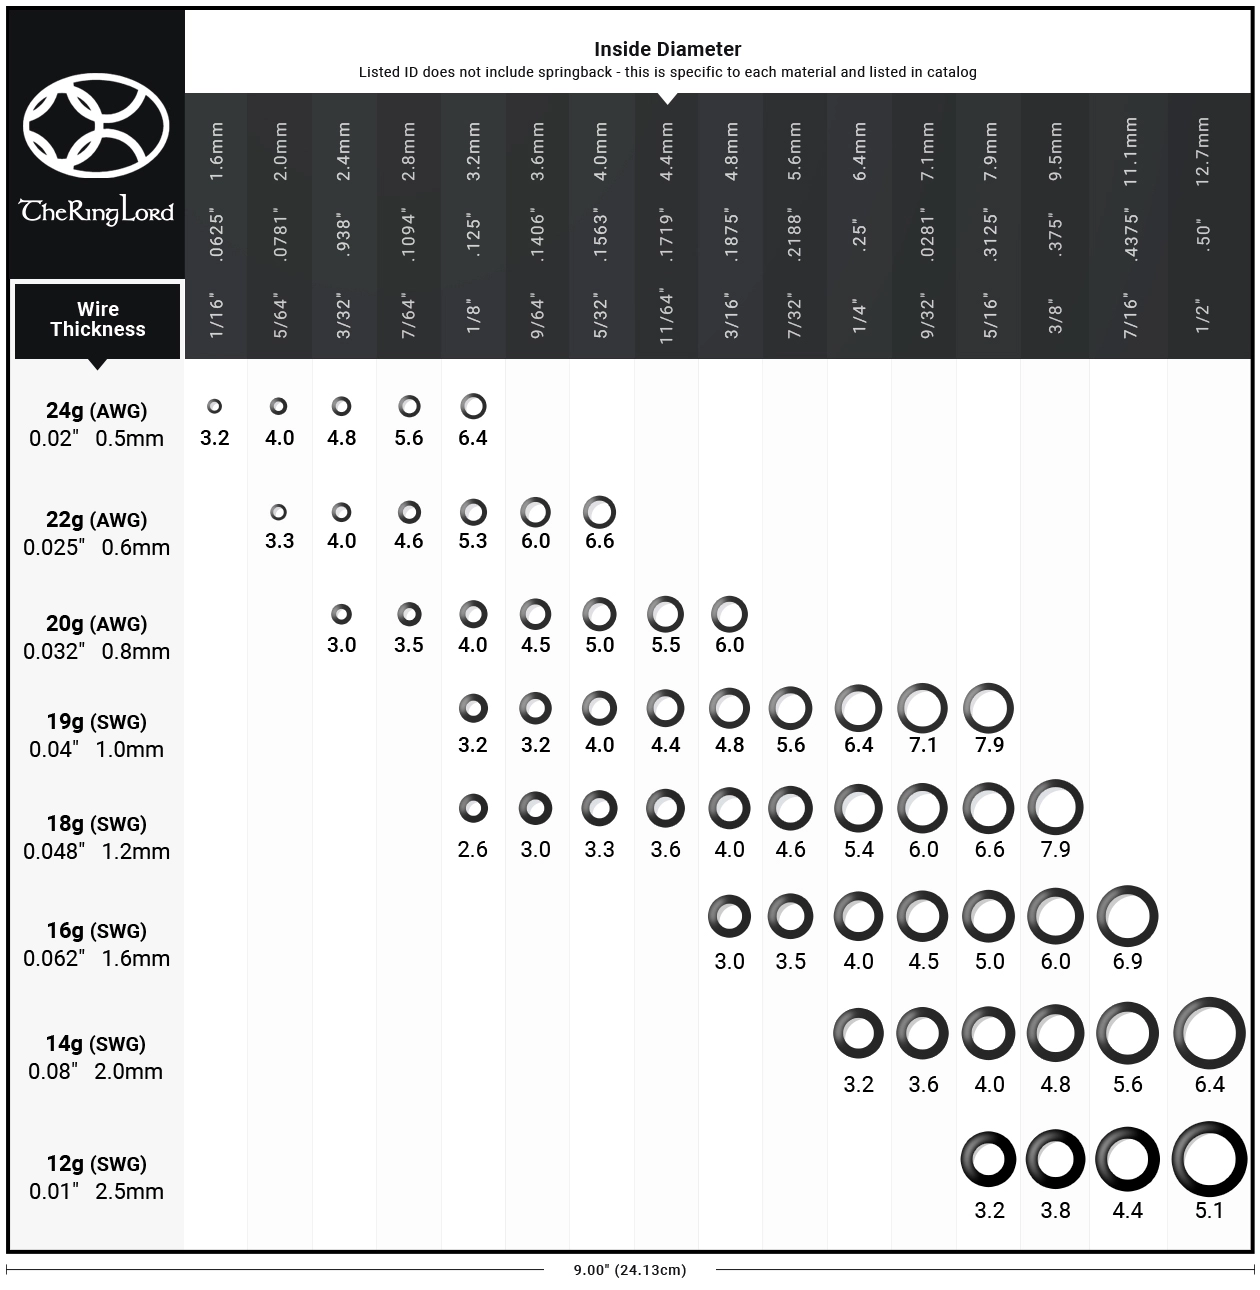 Inside Diameter
Listed ID does not include springback - this is specific to each material and listed in catalog
TheRingLord
1.6mm 2.0mm 2.4mm 2.8mm 3.2mm 3.6mm 4.0mm 4.4mm 4.8mm 5.6mm 6.4mm 7.1mm 7.9mm 9.5mm 11.1mm 12.7mm
.0625" .0781" .938" .1094" .125" .1406" .1563" .1719" .1875" .2188" .25" .0281" .3125" .375" .4375" .50"
1/16" 5/64" 3/32" 7/64" 1/8" 9/64" 5/32" 11/64" 3/16" 7/32" 1/4" 9/32" 5/16" 3/8" 7/16" 1/2"
Wire
Thickness
24g (AWG)
0.02" 0.5mm
3.2 4.0 4.8 5.6 6.4
22g (AWG)
0.025" 0.6mm
3.3 4.0 4.6 5.3 6.0 6.6
20g (AWG)
0.032" 0.8mm
3.0 3.5 4.0 4.5 5.0 5.5 6.0
19g (SWG)
0.04" 1.0mm
3.2 3.2 4.0 4.4 4.8 5.6 6.4 7.1 7.9
18g (SWG)
0.048" 1.2mm
2.6 3.0 3.3 3.6 4.0 4.6 5.4 6.0 6.6 7.9
16g (SWG)
0.062" 1.6mm
3.0 3.5 4.0 4.5 5.0 6.0 6.9
14g (SWG)
0.08" 2.0mm
3.2 3.6 4.0 4.8 5.6 6.4
12g (SWG)
0.01" 2.5mm
3.2 3.8 4.4 5.1
9.00" (24.13cm)